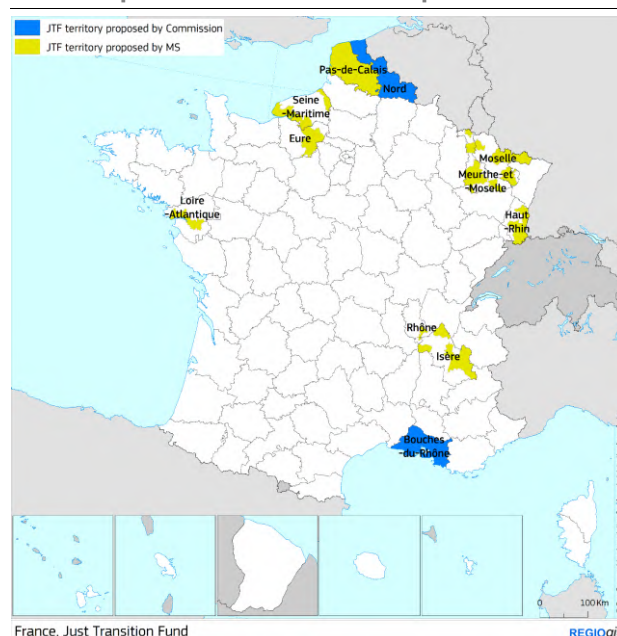 JTF territory proposed by Commission
JTF territory proposed by MS
Pas-de-Calais
Nord
Seine
-Maritime
Eure
Moselle
Meurthe-et
-Moselle
Haut
-Rhin
Loire
-Atlantique
Rhône
Isère
Bouches
-du-Rhône
0 100 Km
France. Just Transition Fund
REGIOgi